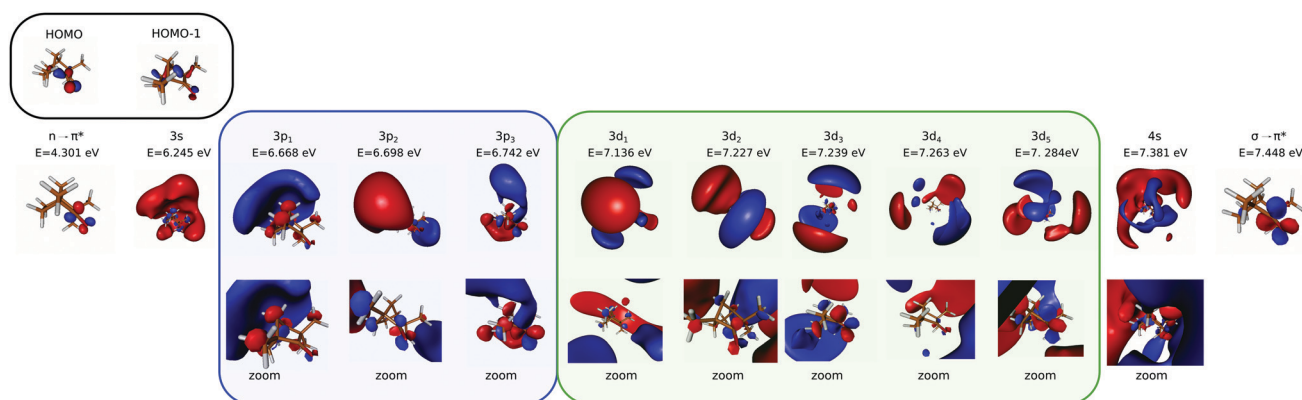 HOMO HOMO-1
n→π* 3s 3p₁ 3p₂ 3p₃ 3d₁ 3d₂ 3d₃ 3d₄ 3d₅ 4s σ→π*
E=4.301 eV E=6.245 eV E=6.668 eV E=6.698 eV E=6.742 eV E=7.136 eV E=7.227 eV E=7.239 eV E=7.263 eV E=7. 284eV E=7.381 eV E=7.448 eV
zoom zoom zoom zoom zoom zoom zoom zoom zoom